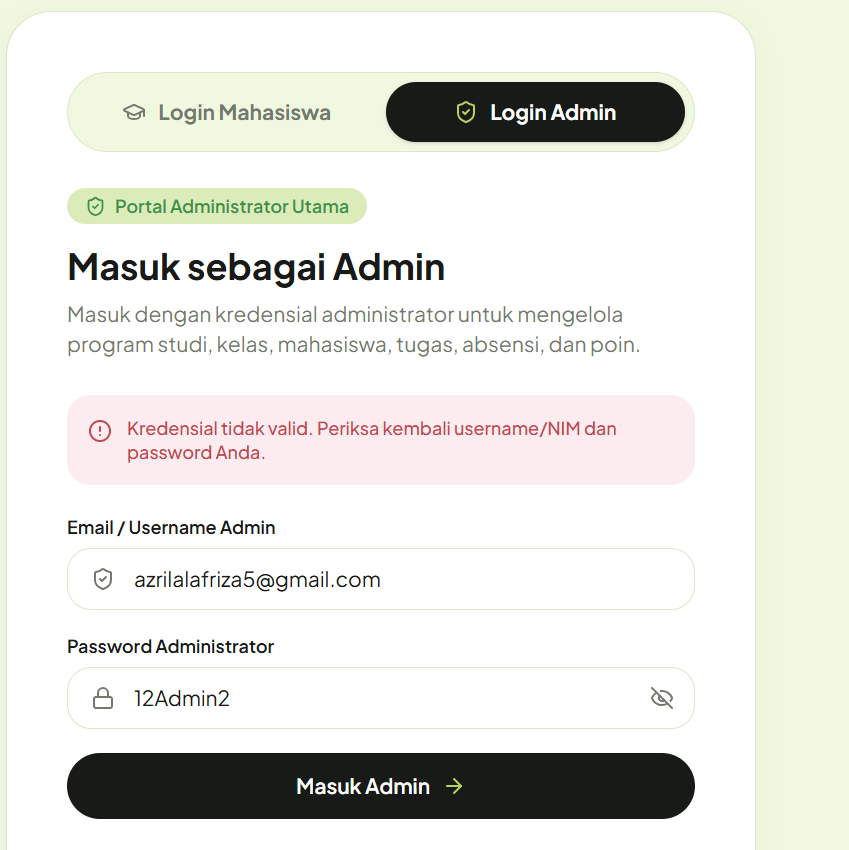 Login Mahasiswa
Login Admin
Portal Administrator Utama
Masuk sebagai Admin
Masuk dengan kredensial administrator untuk mengelola
program studi, kelas, mahasiswa, tugas, absensi, dan poin.
Kredensial tidak valid. Periksa kembali username/NIM dan
password Anda.
Email / Username Admin
azrilalafriza5@gmail.com
Password Administrator
12Admin2
Masuk Admin